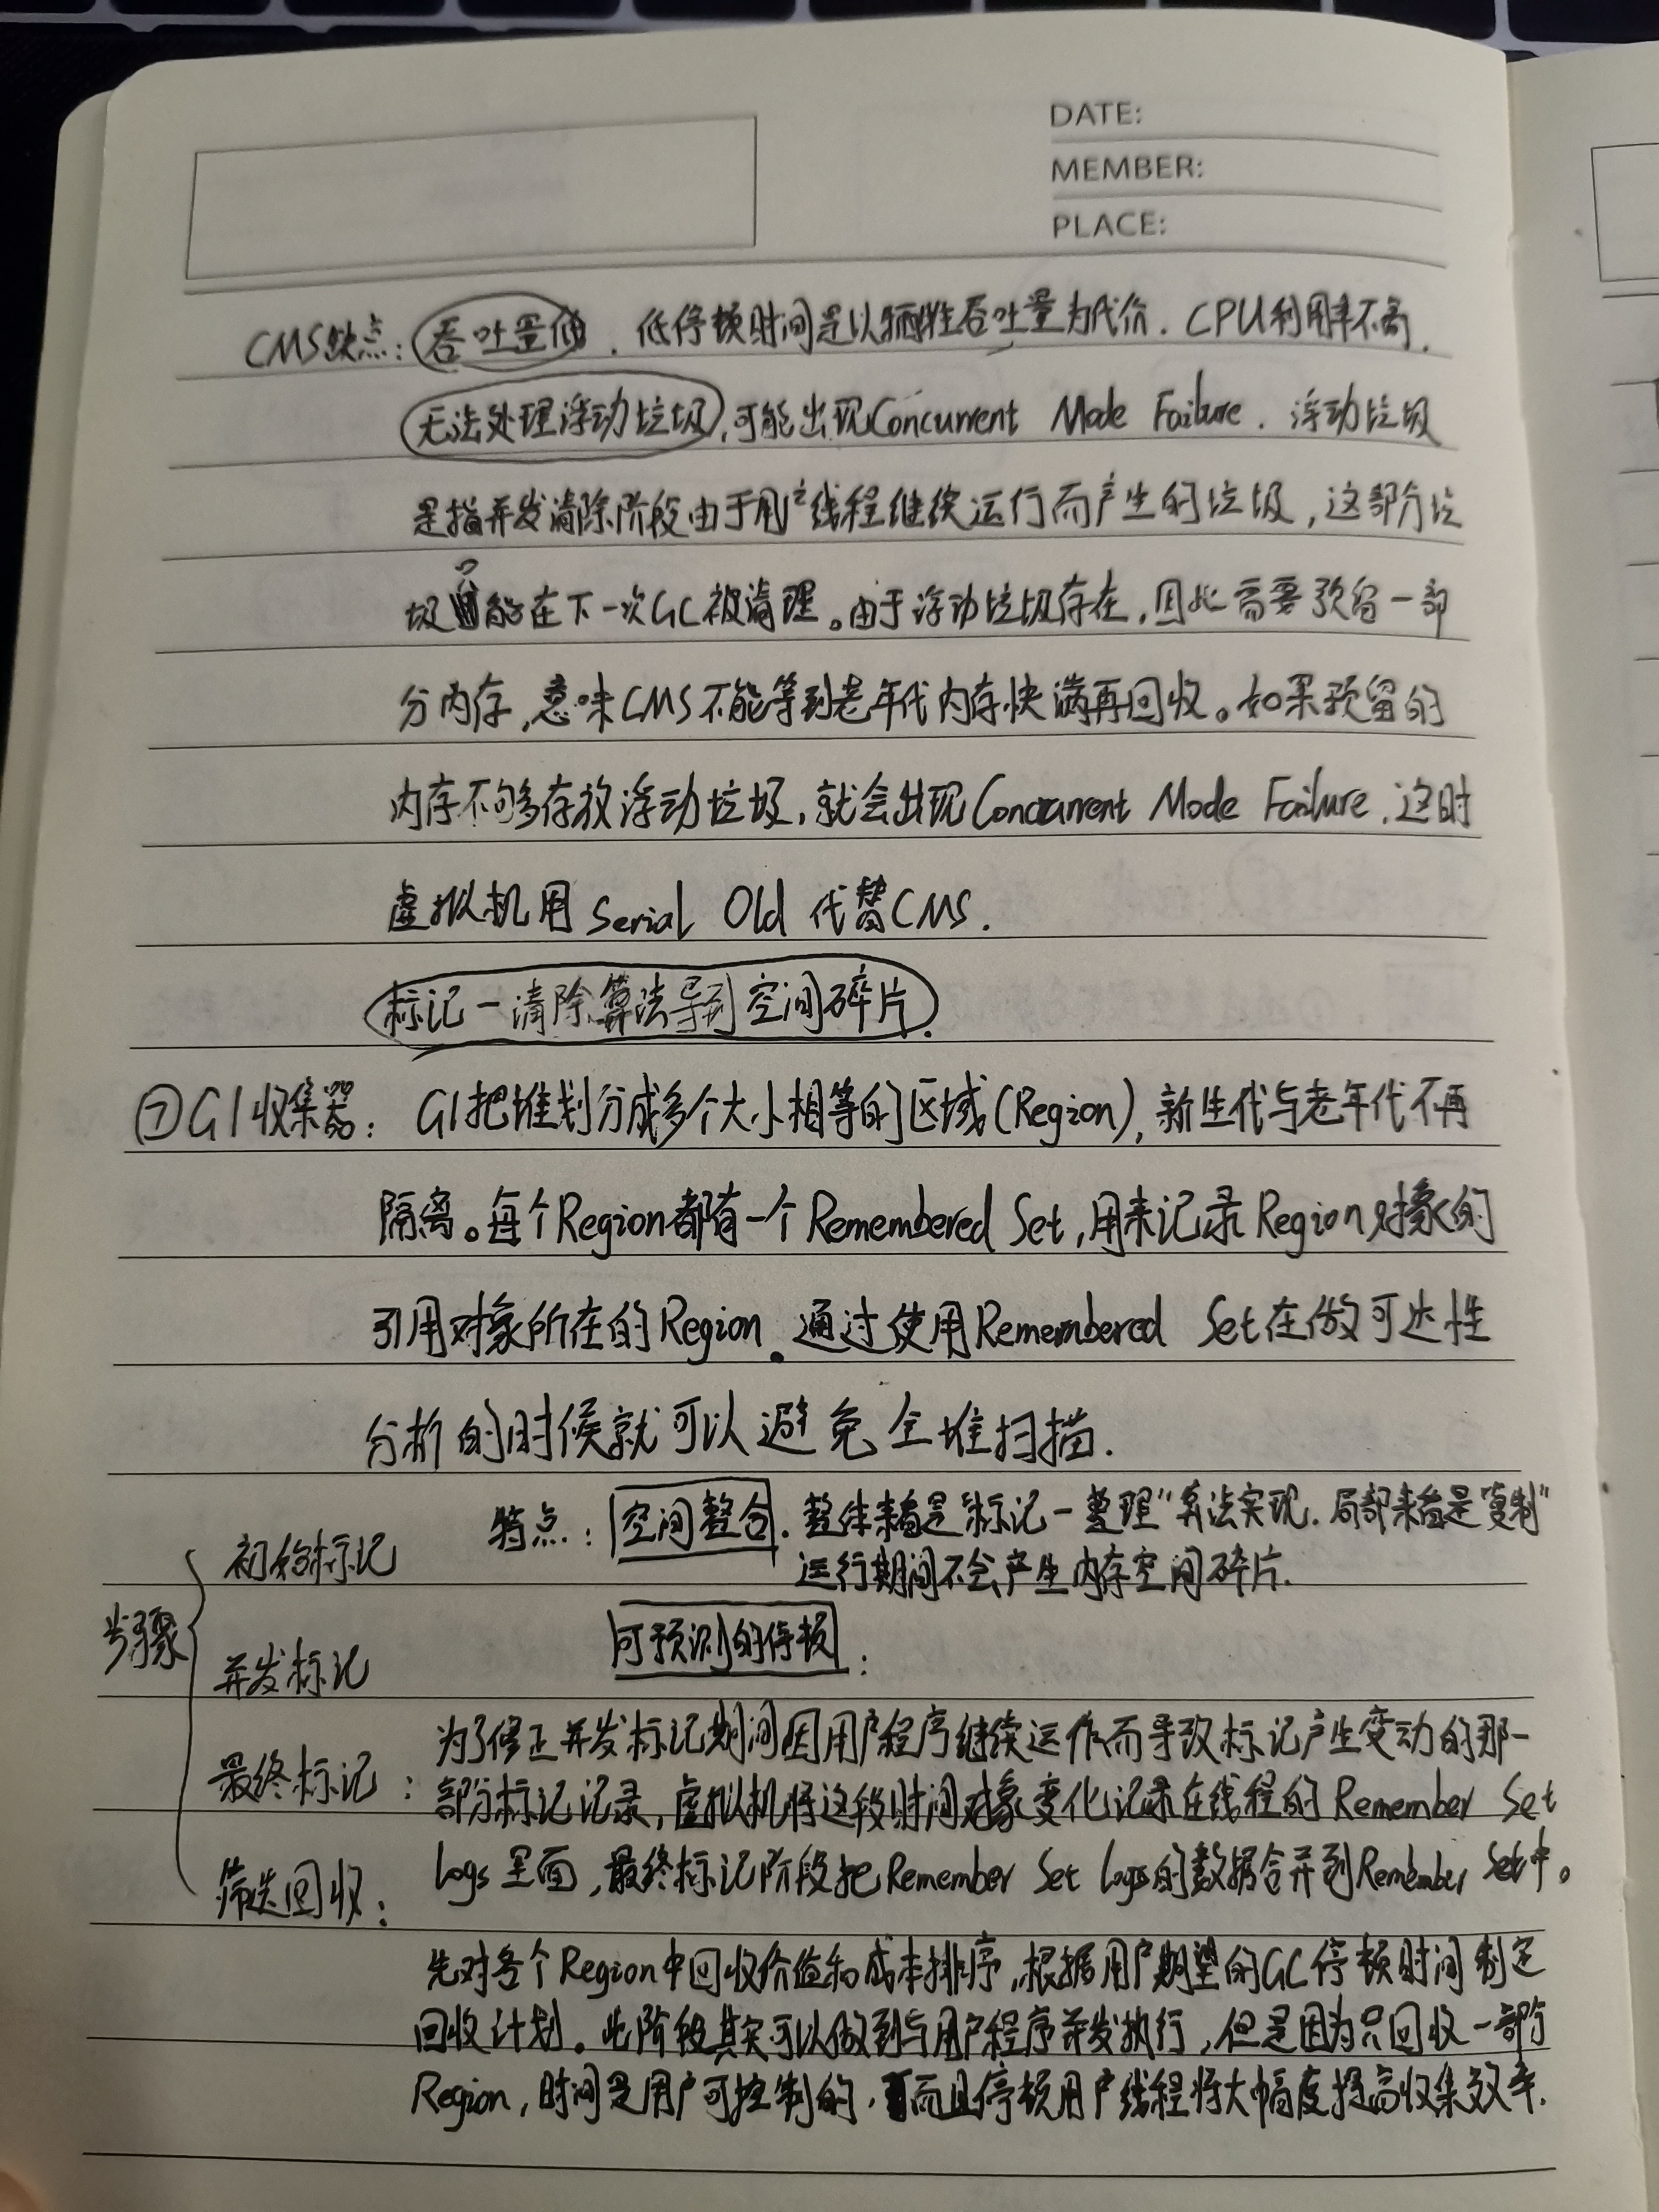 DATE:
MEMBER:
PLACE:
CMS缺点：吞吐量低．低停顿时间是以牺牲吞吐量为代价．CPU利用率不高．
无法处理浮动垃圾，可能出现Concurrent Mode Failure．浮动垃圾
是指并发清除阶段由于用户线程继续运行而产生的垃圾，这部分垃
圾只能在下一次GC被清理。由于浮动垃圾存在，因此需要预留一部
分内存，意味CMS不能等到老年代内存快满再回收。如果预留的
内存不够多存放浮动垃圾，就会出现Concurrent Mode Failure．这时
虚拟机用 Serial Old 代替CMS．
标记－清除算法导到空间碎片．
⑦G1收集器： G1把堆划分成多个大小相等的区域(Region)，新生代与老年代不再
隔离。每个Region都有一个Remembered Set，用来记录Region对象的
引用对象所在的Region。通过使用Remembered Set在做可达性
分析的时候就可以避免全堆扫描．
特点：空间整合．整体来看是“标记－整理”算法实现．局部来看是“复制”
运行期间不会产生内存空间碎片．
可预测的停顿：
步骤
初始标记
并发标记
最终标记：为了修正并发标记期间因用户程序继续运作而导致标记产生变动的那一
部分标记记录，虚拟机将这段时间对象变化记录在线程的Remember Set
Logs里面，最终标记阶段把Remember Set Logs的数据合并到Remember Set中。
筛选回收：
先对各个Region中回收价值和成本排序，根据用户期望的GC停顿时间制定
回收计划。此阶段其实可以做到与用户程序并发执行，但是因为只回收一部分
Region，时间是用户可控制的，而且停顿用户线程将大幅度提高收集效率．